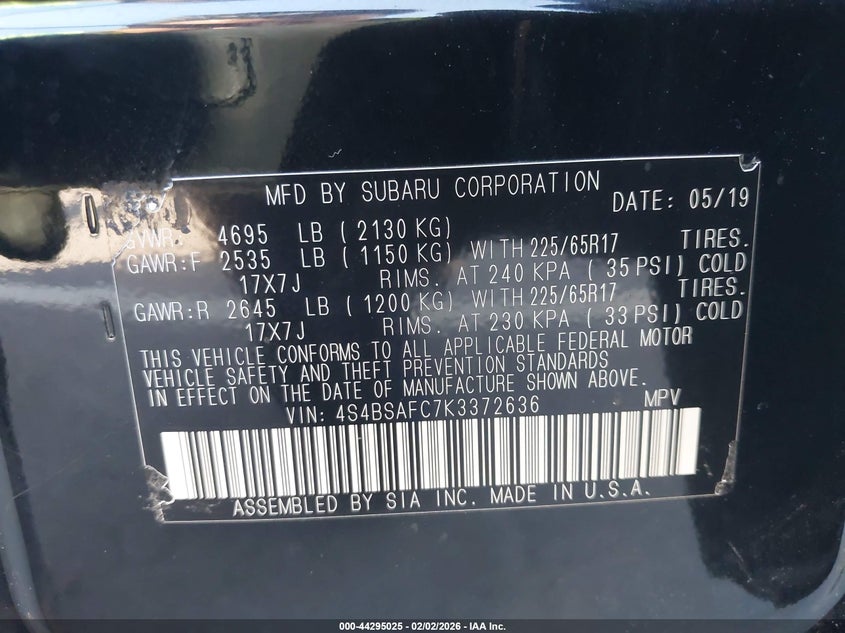 MFD BY SUBARU CORPORATION DATE: 05/19
GVWR: 4695 LB ( 2130 KG)
GAWR:F 2535 LB ( 1150 KG) WITH 225/65R17 TIRES.
17X7J RIMS. AT 240 KPA ( 35 PSI) COLD
GAWR:R 2645 LB ( 1200 KG) WITH 225/65R17 TIRES.
17X7J RIMS. AT 230 KPA ( 33 PSI) COLD
THIS VEHICLE CONFORMS TO ALL APPLICABLE FEDERAL MOTOR
VEHICLE SAFETY AND THEFT PREVENTION STANDARDS
IN EFFECT ON THE DATE OF MANUFACTURE SHOWN ABOVE.
VIN: 4S4BSAFC7K3372636 MPV
ASSEMBLED BY SIA INC. MADE IN U.S.A.
000-44295025 - 02/02/2026 - IAA Inc.